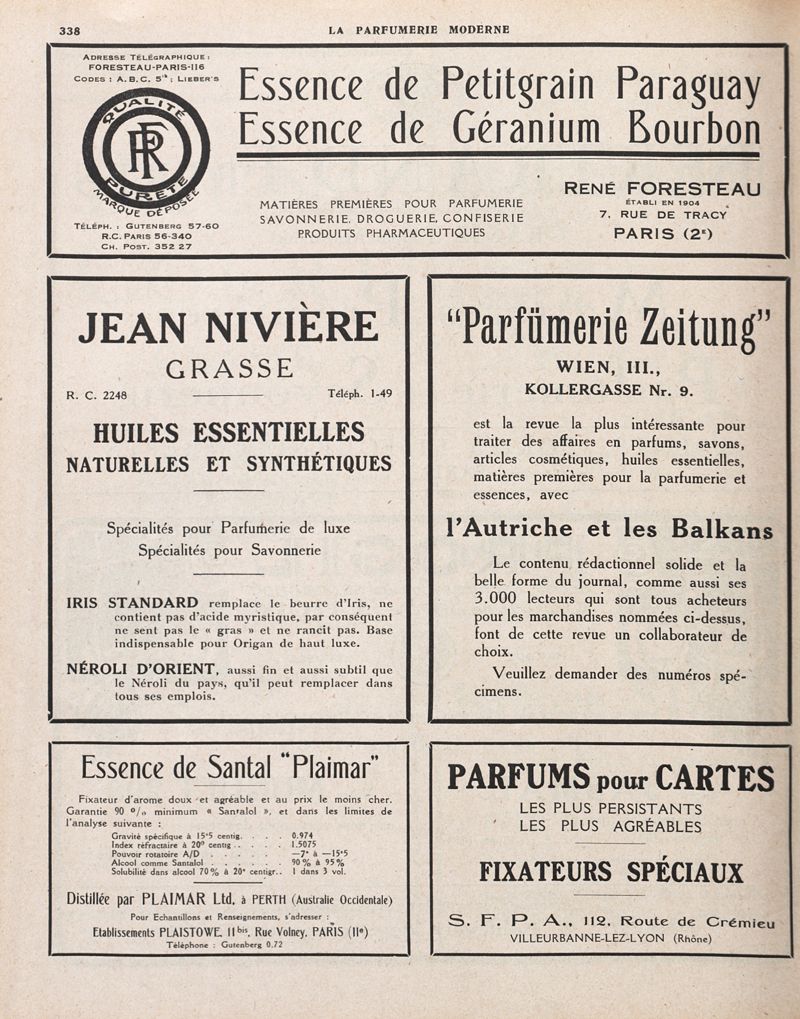 338
LA PARFUMERIE MODERNE
ADRESSE TÉLÉGRAPHIQUE :
FORESTEAU-PARIS-116
CODES : A. B. C. 5th ; LIEBER'S
QUALITÉ
RF
PURETÉ
MARQUE DÉPOSÉE
TÉLÉPH. : GUTENBERG 57-60
R.C. PARIS 56-340
CH. POST. 352 27
Essence de Petitgrain Paraguay
Essence de Géranium Bourbon
MATIÈRES PREMIÈRES POUR PARFUMERIE
SAVONNERIE, DROGUERIE, CONFISERIE
PRODUITS PHARMACEUTIQUES
RENÉ FORESTEAU
ÉTABLI EN 1904
7, RUE DE TRACY
PARIS (2e)
JEAN NIVIÈRE
GRASSE
R. C. 2248
Téléph. 1-49
HUILES ESSENTIELLES
NATURELLES ET SYNTHÉTIQUES
Spécialités pour Parfumerie de luxe
Spécialités pour Savonnerie
IRIS STANDARD remplace le beurre d'Iris, ne
contient pas d'acide myristique, par conséquent
ne sent pas le « gras » et ne rancit pas. Base
indispensable pour Origan de haut luxe.
NÉROLI D'ORIENT, aussi fin et aussi subtil que
le Néroli du pays, qu'il peut remplacer dans
tous ses emplois.
"Parfümerie Zeitung"
WIEN, III.,
KOLLERGASSE Nr. 9.
est la revue la plus intéressante pour
traiter des affaires en parfums, savons,
articles cosmétiques, huiles essentielles,
matières premières pour la parfumerie et
essences, avec
l'Autriche et les Balkans
Le contenu rédactionnel solide et la
belle forme du journal, comme aussi ses
3.000 lecteurs qui sont tous acheteurs
pour les marchandises nommées ci-dessus,
font de cette revue un collaborateur de
choix.
Veuillez demander des numéros spé-
cimens.
Essence de Santal "Plaimar"
Fixateur d'arome doux et agréable et au prix le moins cher.
Garantie 90 % minimum « Santalol », et dans les limites de
l'analyse suivante :
Gravité spécifique à 15°5 centig. . . . 0.974
Index réfractaire à 20° centig . . . . . 1.5075
Pouvoir rotatoire A/D . . . . . . —7° à —15°5
Alcool comme Santalol . . . . . . . 90 % à 95 %
Solubilité dans alcool 70 % à 20° centigr. . 1 dans 3 vol.
Distillée par PLAIMAR Ltd, à PERTH (Australie Occidentale)
Pour Echantillons et Renseignements, s'adresser :
Etablissements PLAISTOWE, 11 bis, Rue Volney, PARIS (IIe)
Téléphone : Gutenberg 0.72
PARFUMS pour CARTES
LES PLUS PERSISTANTS
LES PLUS AGRÉABLES
FIXATEURS SPÉCIAUX
S. F. P. A., 112, Route de Crémieu
VILLEURBANNE-LEZ-LYON (Rhône)